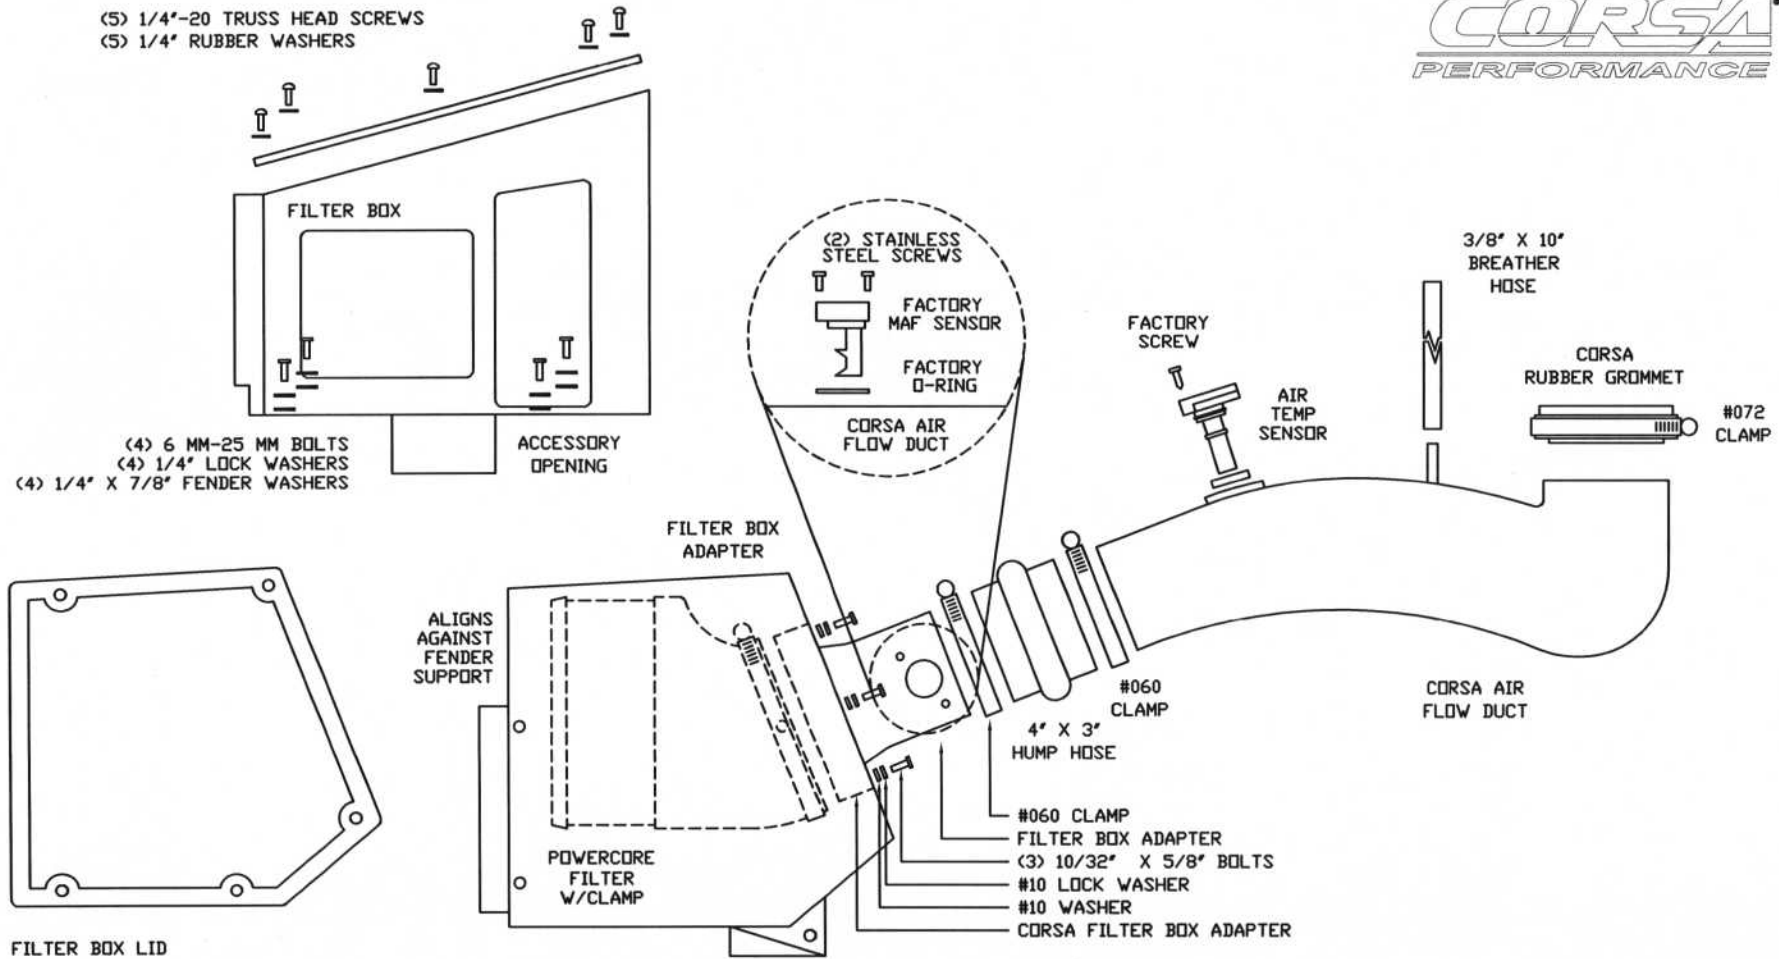 (5) 1/4"-20 TRUSS HEAD SCREWS
(5) 1/4" RUBBER WASHERS
CORSA
PERFORMANCE
FILTER BOX
(4) 6 MM-25 MM BOLTS
(4) 1/4" LOCK WASHERS
(4) 1/4" X 7/8" FENDER WASHERS
ACCESSORY
OPENING
(2) STAINLESS
STEEL SCREWS
FACTORY
MAF SENSOR
FACTORY
O-RING
CORSA AIR
FLOW DUCT
FACTORY
SCREW
AIR
TEMP
SENSOR
3/8" X 10"
BREATHER
HOSE
CORSA
RUBBER GROMMET
#072
CLAMP
FILTER BOX
ADAPTER
ALIGNS
AGAINST
FENDER
SUPPORT
POWERCORE
FILTER
W/CLAMP
#060
CLAMP
4" X 3"
HUMP HOSE
CORSA AIR
FLOW DUCT
#060 CLAMP
FILTER BOX ADAPTER
(3) 10/32" X 5/8" BOLTS
#10 LOCK WASHER
#10 WASHER
CORSA FILTER BOX ADAPTER
FILTER BOX LID